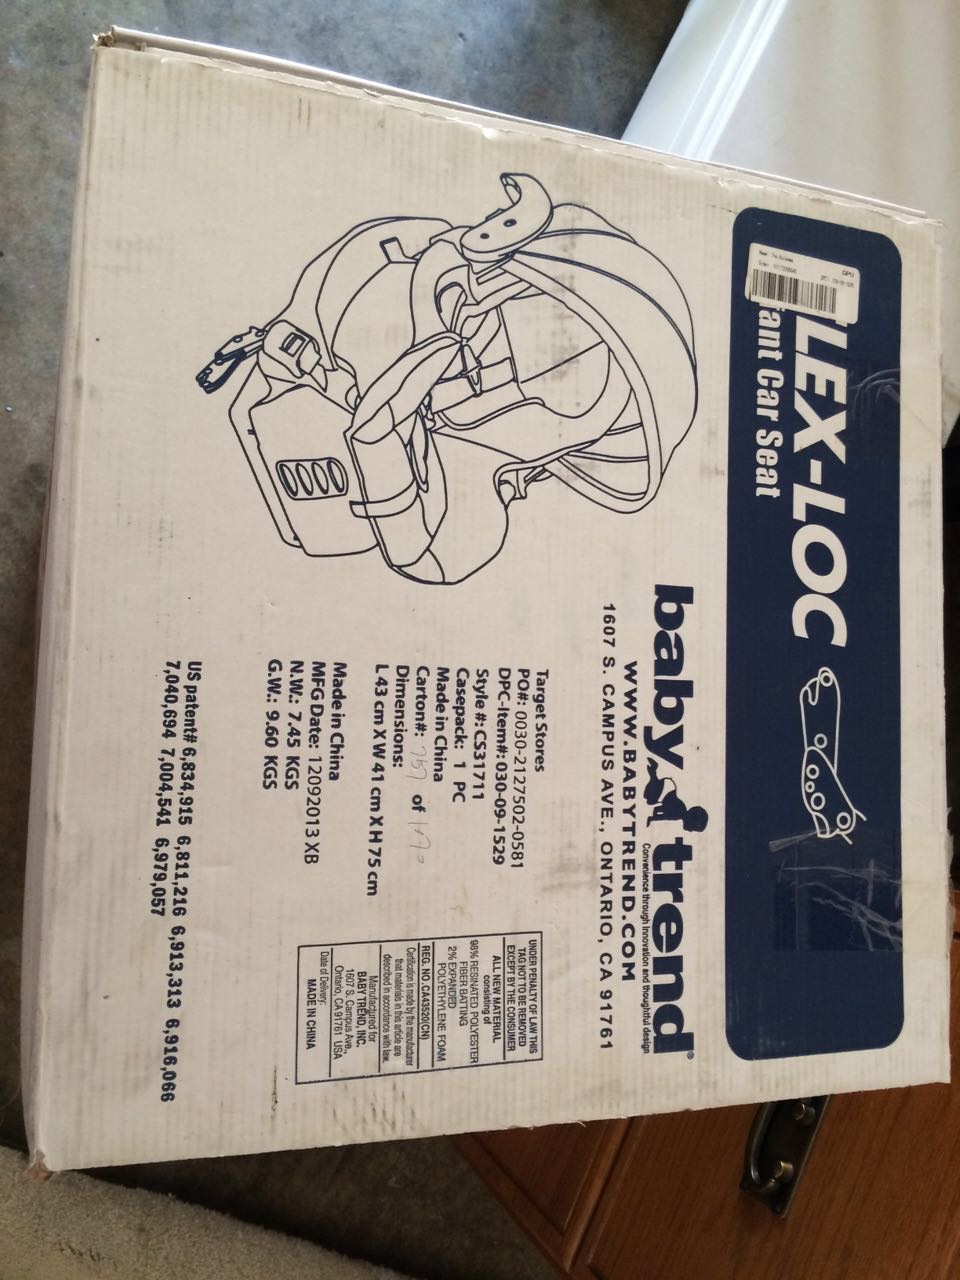 LEX-LOC
ant Car Seat
GPU
baby trend®
Convenience through innovation and thoughtful design
WWW.BABYTREND.COM
1607 S. CAMPUS AVE., ONTARIO, CA 91761
Target Stores
PO#: 0030-2127502-0581
DPC-Item#: 030-09-1529
Style #: CS31711
Casepack: 1 PC
Made in China
Carton#: 757 of
Dimensions:
L 43 cm X W 41 cm X H 75 cm
Made in China
MFG Date: 12092013 XB
N.W.: 7.45 KGS
G.W.: 9.60 KGS
US patent# 6,834,915 6,811,216 6,913,313 6,916,066
7,040,694 7,004,541 6,979,057
UNDER PENALTY OF LAW THIS
TAG NOT TO BE REMOVED
EXCEPT BY THE CONSUMER
ALL NEW MATERIAL
consisting of
98% RESINATED POLYESTER
FIBER BATTING
2% EXPANDED
POLYETHYLENE FOAM
REG. NO. CA43520(CN)
Certification is made by the manufacturer
that materials in this article are
described in accordance with law.
Manufactured for
BABY TREND, INC.
1607 S. Campus Ave.,
Ontario, CA 91761 USA
Date of Delivery:
MADE IN CHINA